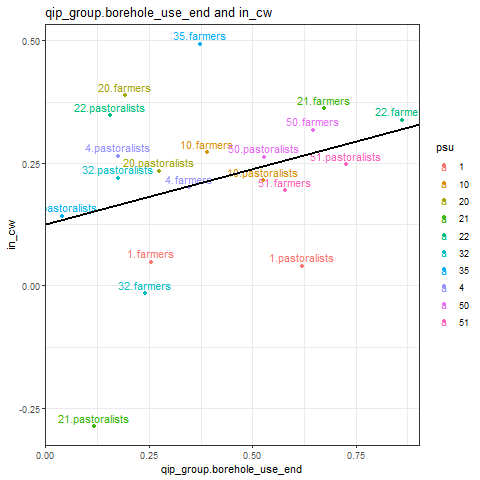 qip_group.borehole_use_end and in_cw
35.farmers
20.farmers
21.farmers
22.pastoralists
22.farme
50.farmers
4.pastoralists
10.farmers
50.pastoralists
20.pastoralists
51.pastoralists
32.pastoralists
10.pastoralists
4.farmers
51.farmers
pastoralists
1.farmers
1.pastoralists
32.farmers
21.pastoralists
0.50
0.25
0.00
-0.25
in_cw
0.00
0.25
0.50
0.75
qip_group.borehole_use_end
psu
1
10
20
21
22
32
35
4
50
51